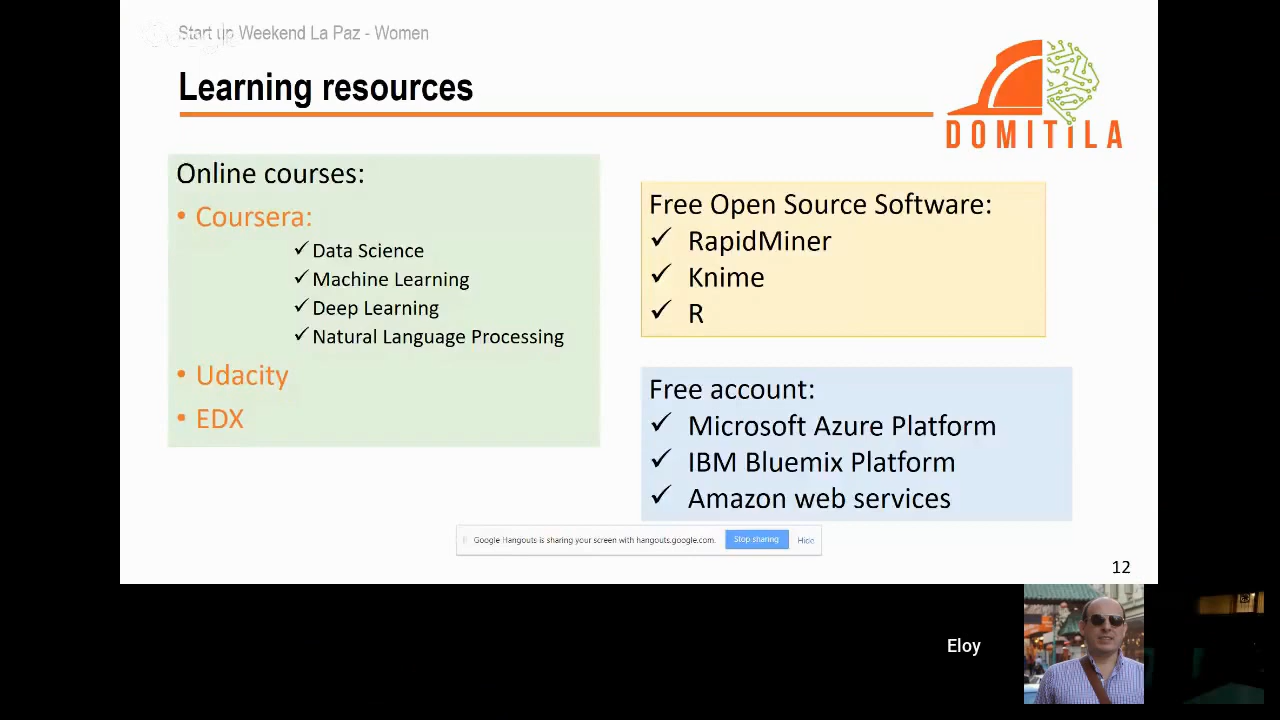 Start up Weekend La Paz - Women
Google
Learning resources
DOMITILA
Online courses:
• Coursera:
✓ Data Science
✓ Machine Learning
✓ Deep Learning
✓ Natural Language Processing
• Udacity
• EDX
Free Open Source Software:
✓ RapidMiner
✓ Knime
✓ R
Free account:
✓ Microsoft Azure Platform
✓ IBM Bluemix Platform
✓ Amazon web services
Google Hangouts is sharing your screen with hangouts.google.com. Stop sharing Hide
12
Eloy